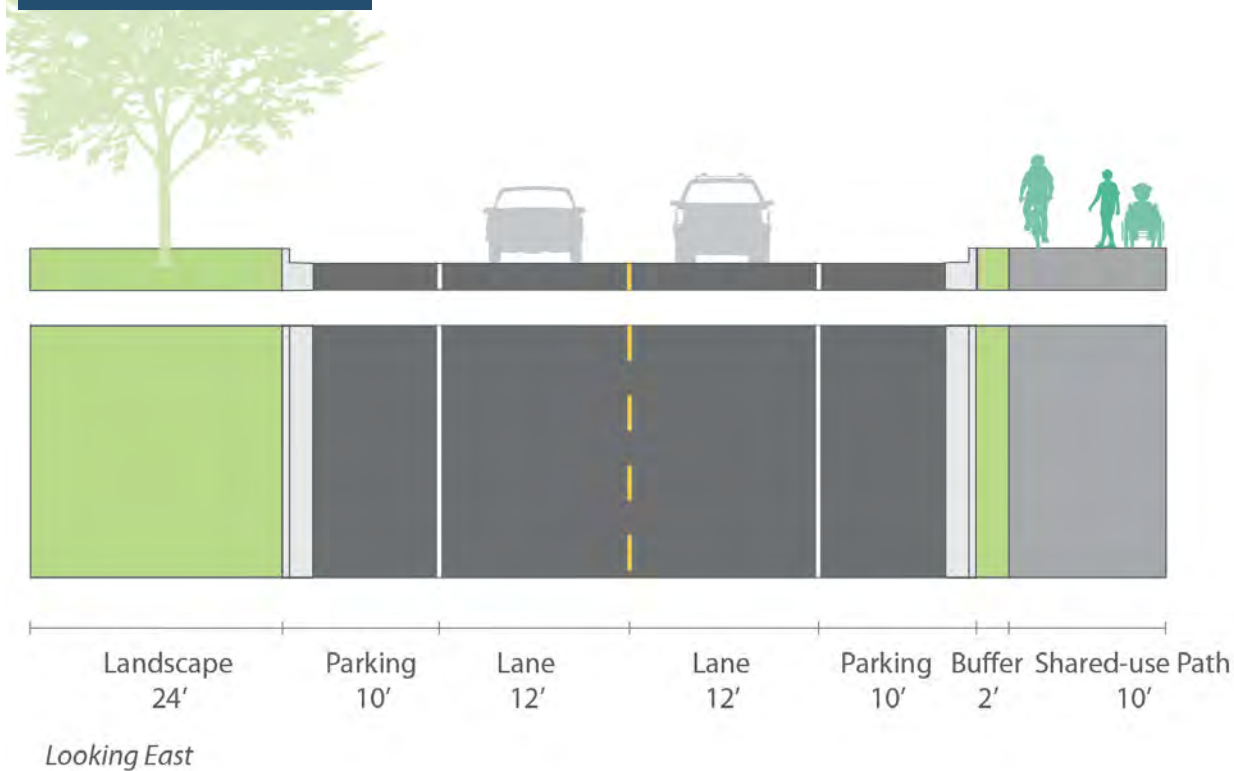 Landscape Parking Lane Lane Parking Buffer Shared-use Path
24' 10' 12' 12' 10' 2' 10'
Looking East